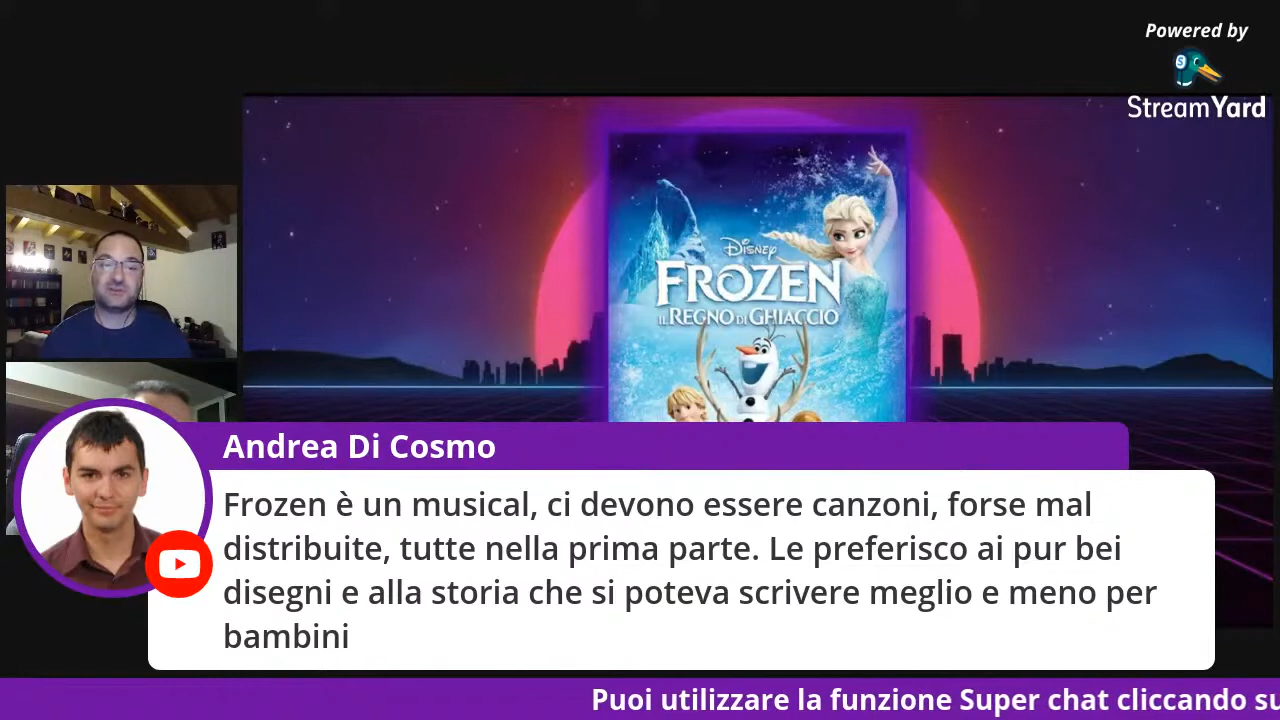 Powered by
StreamYard
Disney
FROZEN
IL REGNO DI GHIACCIO
Andrea Di Cosmo
Frozen è un musical, ci devono essere canzoni, forse mal
distribuite, tutte nella prima parte. Le preferisco ai pur bei
disegni e alla storia che si poteva scrivere meglio e meno per
bambini
Puoi utilizzare la funzione Super chat cliccando su